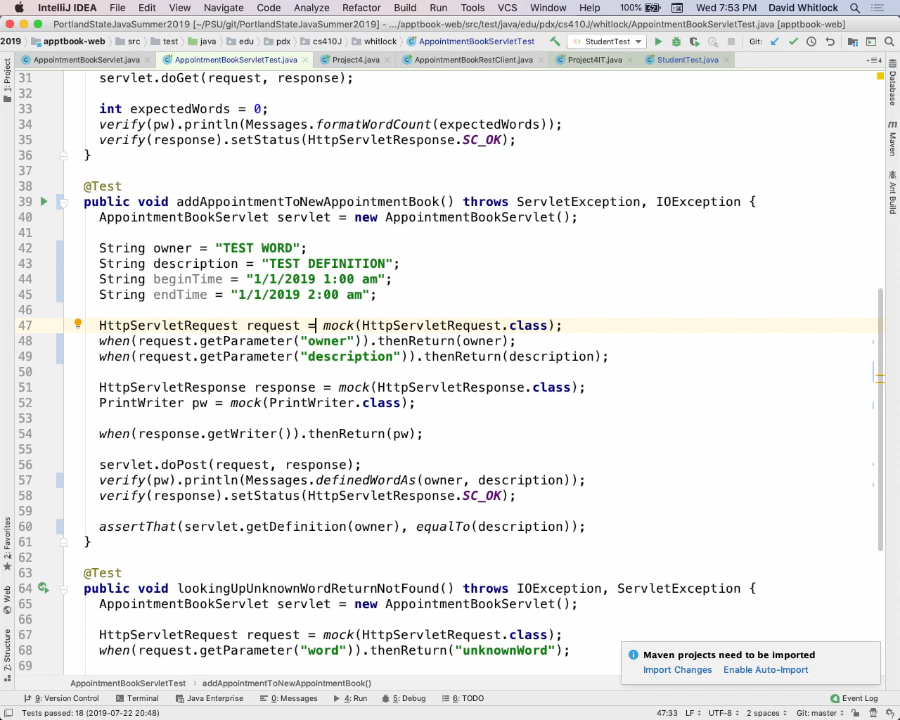 IntelliJ IDEA File Edit View Navigate Code Analyze Refactor Build Run Tools VCS Window Help 100% Wed 7:53 PM David Whitlock
PortlandStateJavaSummer2019 [~/PSU/git/PortlandStateJavaSummer2019] - .../apptbook-web/src/test/java/edu/pdx/cs410J/whitlock/AppointmentBookServletTest.java [apptbook-web]
2019 apptbook-web src test java edu pdx cs410J whitlock AppointmentBookServletTest StudentTest Git:
AppointmentBookServlet.java AppointmentBookServletTest.java Project4.java AppointmentBookRestClient.java Project4IT.java StudentTest.java
31 servlet.doGet(request, response);
32
33 int expectedWords = 0;
34 verify(pw).println(Messages.formatWordCount(expectedWords));
35 verify(response).setStatus(HttpServletResponse.SC_OK);
36 }
37
38 @Test
39 public void addAppointmentToNewAppointmentBook() throws ServletException, IOException {
40 AppointmentBookServlet servlet = new AppointmentBookServlet();
41
42 String owner = "TEST WORD";
43 String description = "TEST DEFINITION";
44 String beginTime = "1/1/2019 1:00 am";
45 String endTime = "1/1/2019 2:00 am";
46
47 HttpServletRequest request = mock(HttpServletRequest.class);
48 when(request.getParameter("owner")).thenReturn(owner);
49 when(request.getParameter("description")).thenReturn(description);
50
51 HttpServletResponse response = mock(HttpServletResponse.class);
52 PrintWriter pw = mock(PrintWriter.class);
53
54 when(response.getWriter()).thenReturn(pw);
55
56 servlet.doPost(request, response);
57 verify(pw).println(Messages.definedWordAs(owner, description));
58 verify(response).setStatus(HttpServletResponse.SC_OK);
59
60 assertThat(servlet.getDefinition(owner), equalTo(description));
61 }
62
63 @Test
64 public void lookingUpUnknownWordReturnNotFound() throws IOException, ServletException {
65 AppointmentBookServlet servlet = new AppointmentBookServlet();
66
67 HttpServletRequest request = mock(HttpServletRequest.class);
68 when(request.getParameter("word")).thenReturn("unknownWord");
69
1: Project
2: Favorites
Web
7: Structure
Database
Maven
Ant Build
Maven projects need to be imported
Import Changes Enable Auto-Import
AppointmentBookServletTest addAppointmentToNewAppointmentBook()
9: Version Control Terminal Java Enterprise 0: Messages 4: Run 5: Debug 6: TODO Event Log
Tests passed: 18 (2019-07-22 20:48) 47:33 LF UTF-8 2 spaces Git: master